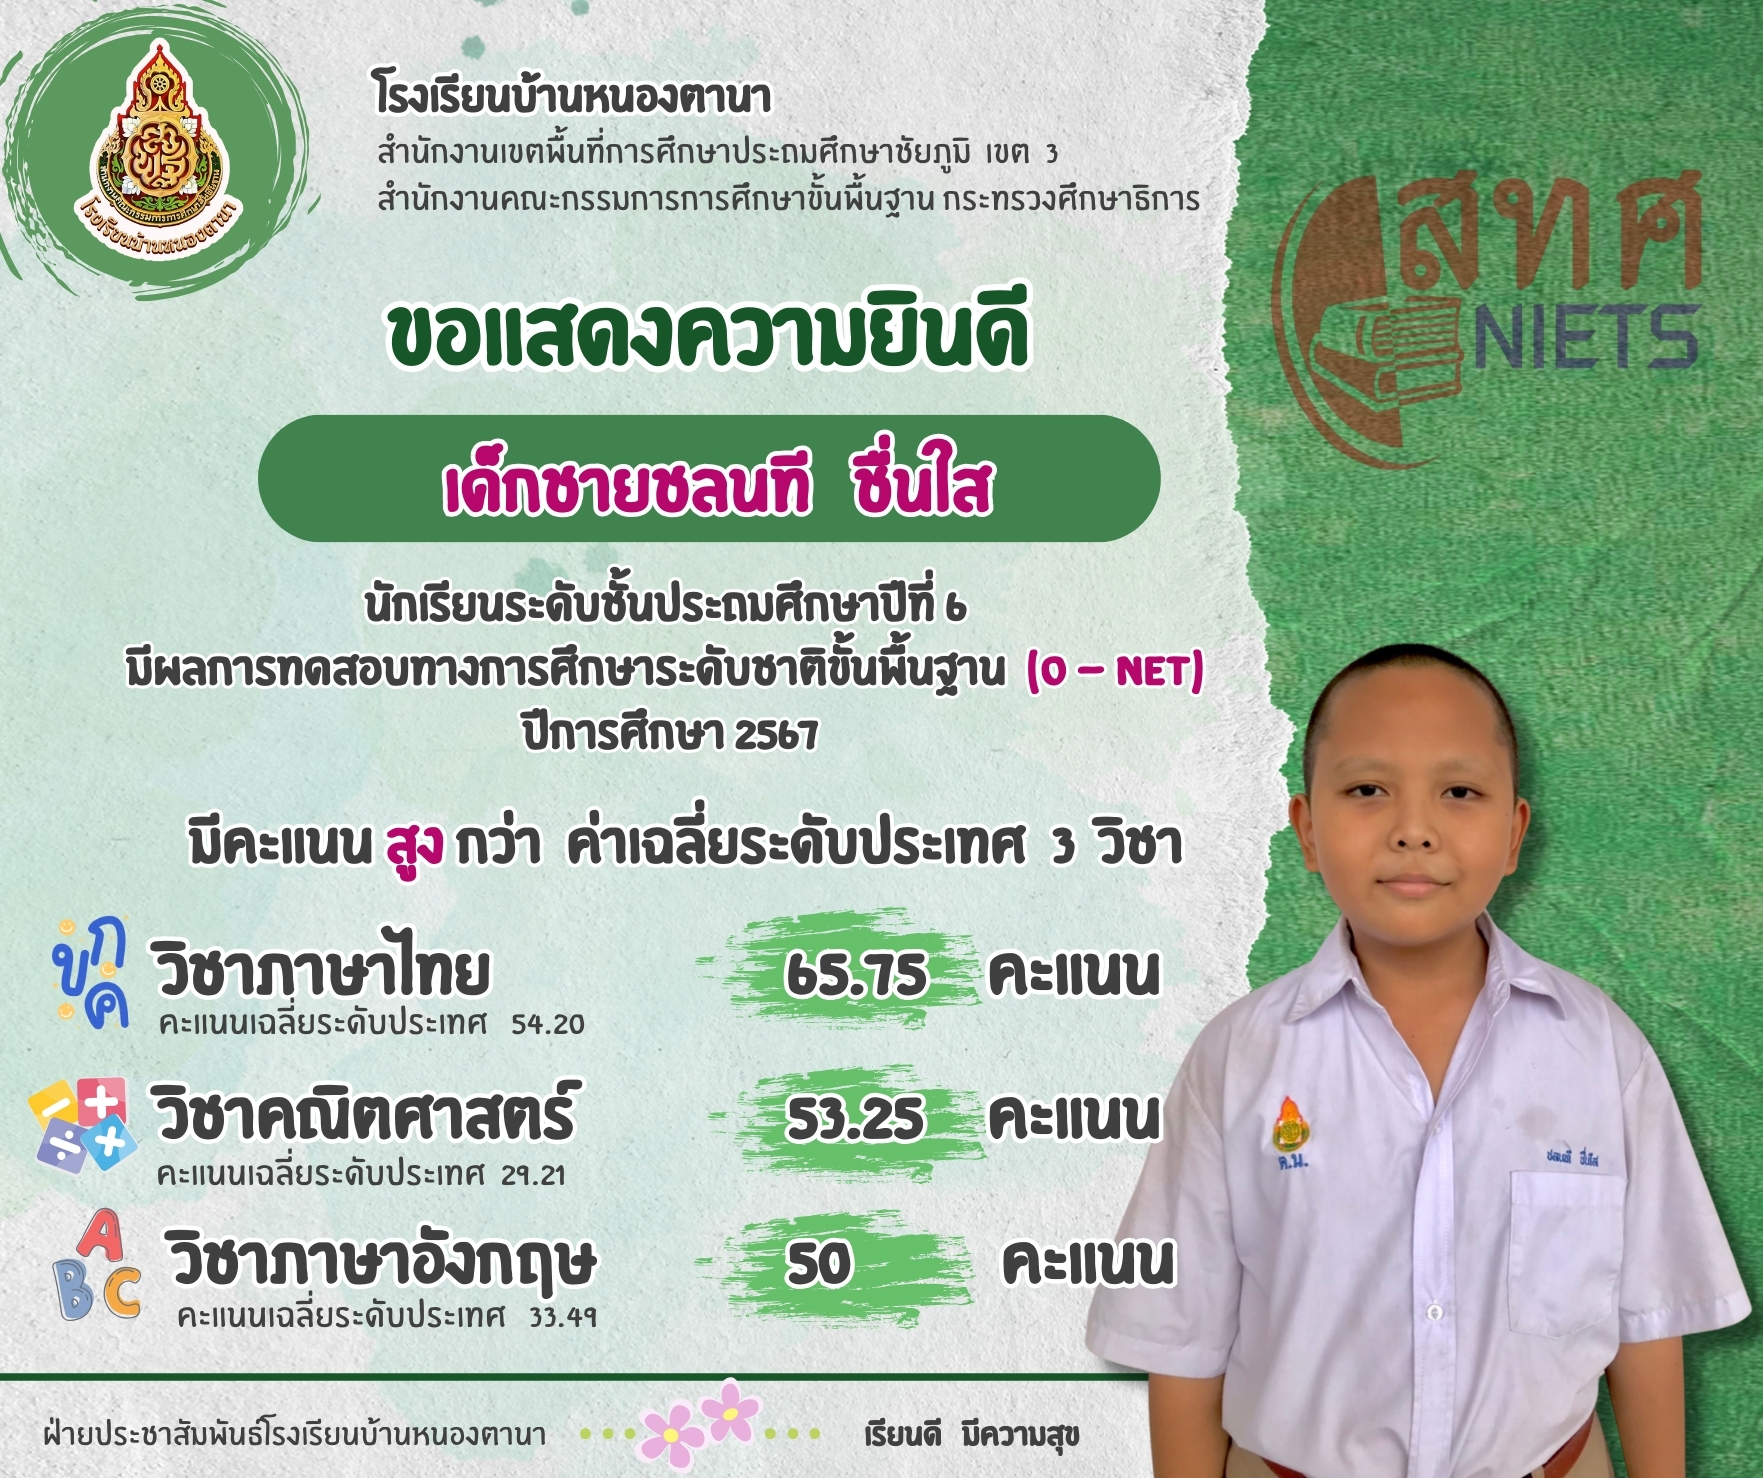 โรงเรียนบ้านหนองตานา
สำนักงานเขตพื้นที่การศึกษาประถมศึกษาชัยภูมิ เขต 3
สำนักงานคณะกรรมการการศึกษาขั้นพื้นฐาน กระทรวงศึกษาธิการ
โรงเรียนบ้านหนองตานา
สทศ
NIETS
ขอแสดงความยินดี
เด็กชายชลนที ชื่นใส
นักเรียนระดับชั้นประถมศึกษาปีที่ 6
มีผลการทดสอบทางการศึกษาระดับชาติขั้นพื้นฐาน (O – NET)
ปีการศึกษา 2567
มีคะแนน สูง กว่า ค่าเฉลี่ยระดับประเทศ 3 วิชา
ขกค
วิชาภาษาไทย 65.75 คะแนน
คะแนนเฉลี่ยระดับประเทศ 54.20
วิชาคณิตศาสตร์ 53.25 คะแนน
คะแนนเฉลี่ยระดับประเทศ 29.21
ABC
วิชาภาษาอังกฤษ 50 คะแนน
คะแนนเฉลี่ยระดับประเทศ 33.49
ชลนที ชื่นใส
ฝ่ายประชาสัมพันธ์โรงเรียนบ้านหนองตานา
เรียนดี มีความสุข